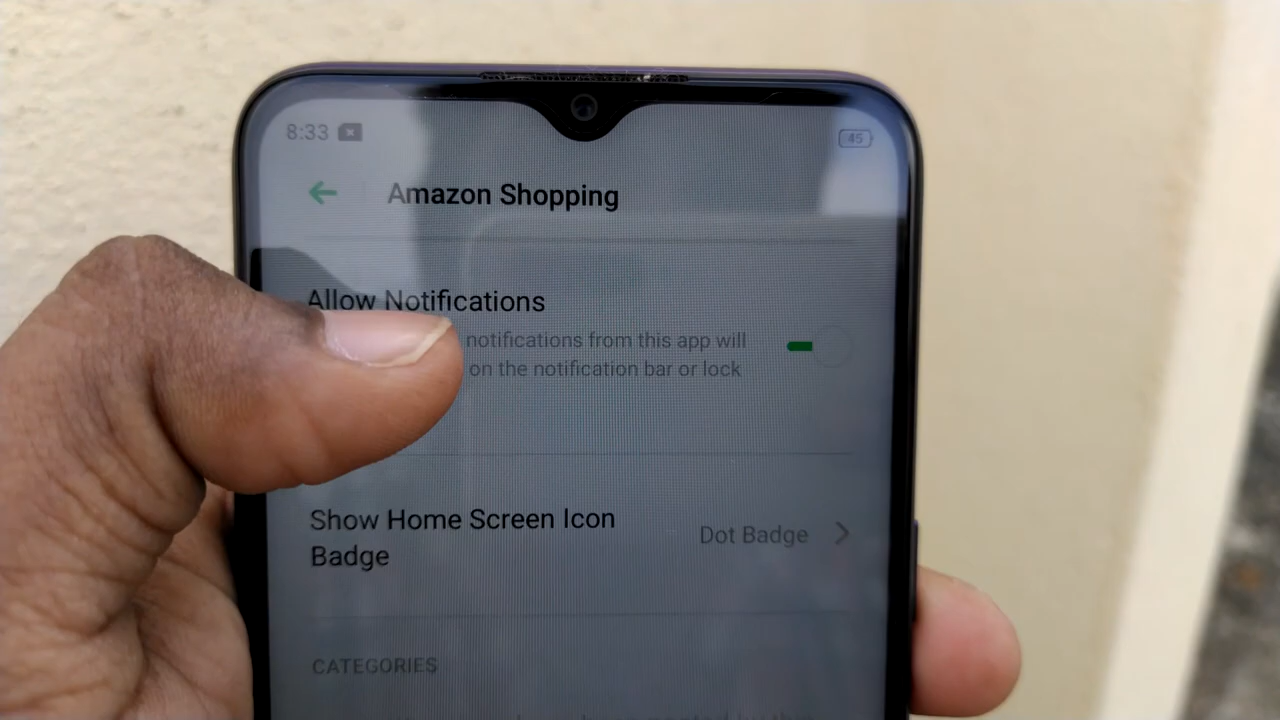 8:33
45
Amazon Shopping
Allow Notifications
notifications from this app will
on the notification bar or lock
Show Home Screen Icon
Badge
Dot Badge
CATEGORIES